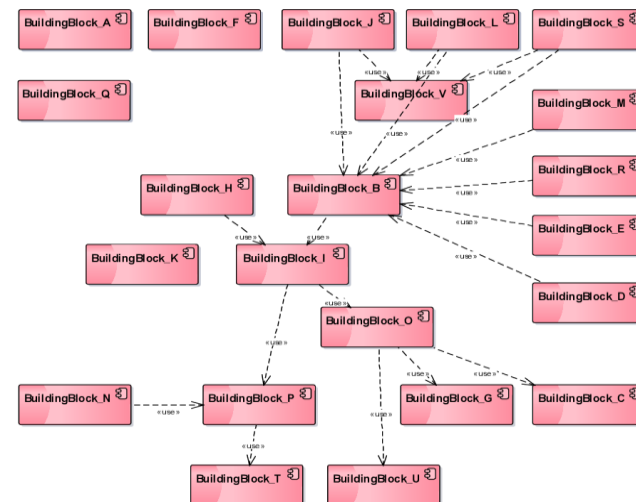 BuildingBlock_A
BuildingBlock_F
BuildingBlock_J
BuildingBlock_L
BuildingBlock_S
«use»
«use»
«use»
BuildingBlock_Q
BuildingBlock_V
BuildingBlock_M
«use»
«use»
«use»
«use»
BuildingBlock_R
BuildingBlock_H
BuildingBlock_B
«use»
BuildingBlock_E
«use»
«use»
«use»
«use»
BuildingBlock_K
BuildingBlock_I
BuildingBlock_D
«use»
BuildingBlock_O
«use»
«use»
«use»
BuildingBlock_N
BuildingBlock_P
BuildingBlock_G
BuildingBlock_C
«use»
«use»
«use»
BuildingBlock_T
BuildingBlock_U